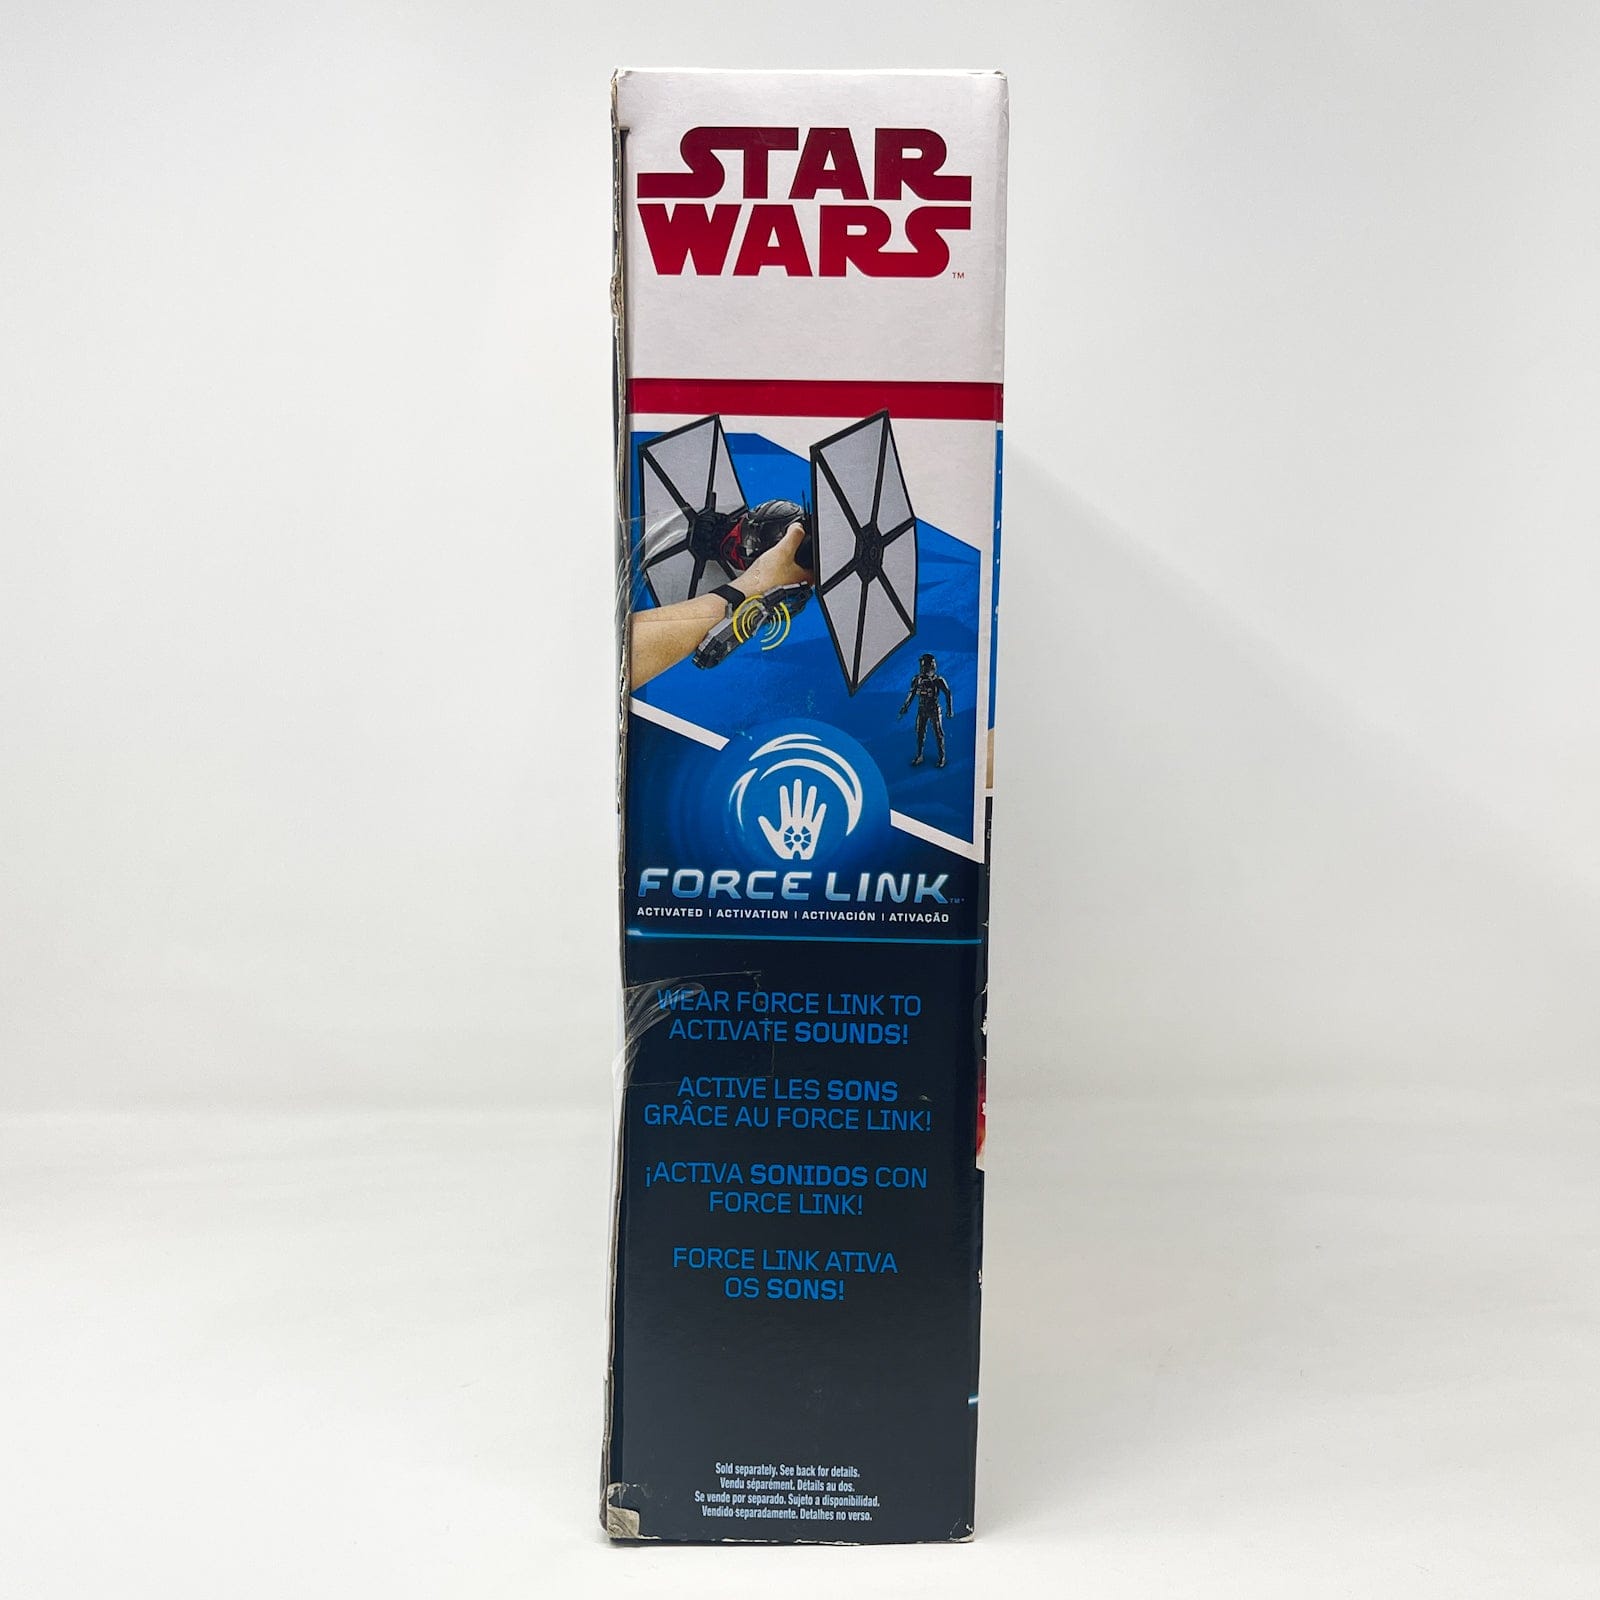 STAR
WARS™
FORCE LINK™
ACTIVATED | ACTIVATION | ACTIVACIÓN | ATIVAÇÃO
WEAR FORCE LINK TO
ACTIVATE SOUNDS!
ACTIVE LES SONS
GRÂCE AU FORCE LINK!
¡ACTIVA SONIDOS CON
FORCE LINK!
FORCE LINK ATIVA
OS SONS!
Sold separately. See back for details.
Vendu séparément. Détails au dos.
Se vende por separado. Sujeto a disponibilidad.
Vendido separadamente. Detalhes no verso.